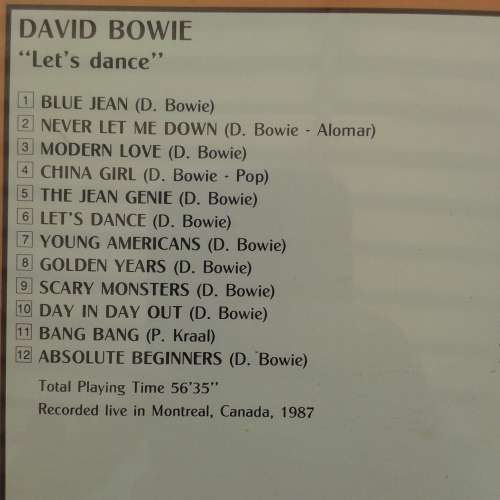 DAVID BOWIE
“Let's dance”
1 BLUE JEAN (D. Bowie)
2 NEVER LET ME DOWN (D. Bowie - Alomar)
3 MODERN LOVE (D. Bowie)
4 CHINA GIRL (D. Bowie - Pop)
5 THE JEAN GENIE (D. Bowie)
6 LET'S DANCE (D. Bowie)
7 YOUNG AMERICANS (D. Bowie)
8 GOLDEN YEARS (D. Bowie)
9 SCARY MONSTERS (D. Bowie)
10 DAY IN DAY OUT (D. Bowie)
11 BANG BANG (P. Kraal)
12 ABSOLUTE BEGINNERS (D. Bowie)
Total Playing Time 56'35"
Recorded live in Montreal, Canada, 1987